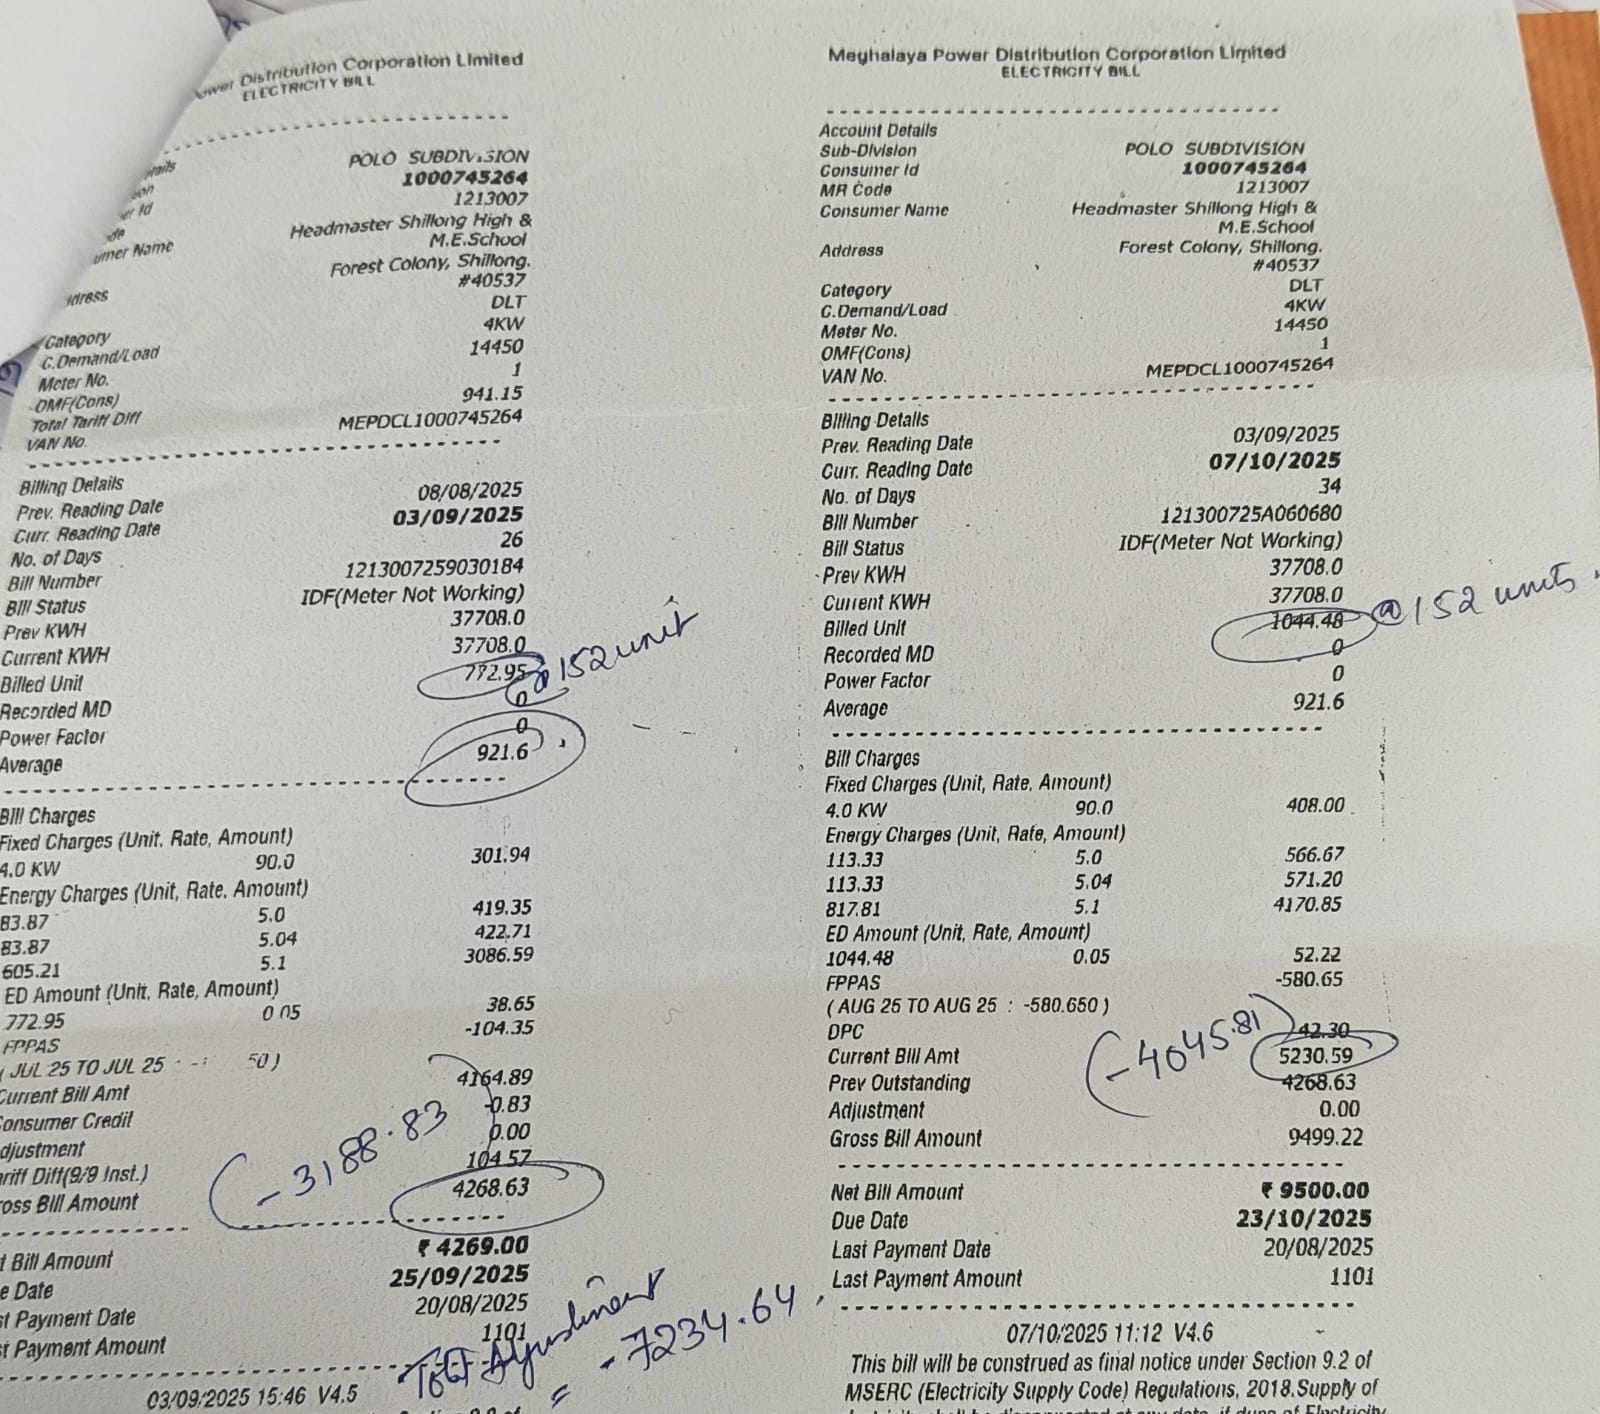 ower Distribution Corporation Limited
ELECTRICITY BILL
POLO SUBDIVISION
1000745264
1213007
umer Name Headmaster Shillong High &
M.E.School
Forest Colony, Shillong.
#40537
Category DLT
C.Demand/Load 4KW
Meter No. 14450
OMF(Cons) 1
Total Tariff Diff 941.15
VAN No. MEPDCL1000745264
Billing Details
Prev. Reading Date 08/08/2025
Curr. Reading Date 03/09/2025
No. of Days 26
Bill Number 1213007259030184
Bill Status IDF(Meter Not Working)
Prev KWH 37708.0
Current KWH 37708.0
Billed Unit 772.95 @ 152 unit
Recorded MD 0
Power Factor 0
Average 921.6
Bill Charges
Fixed Charges (Unit, Rate, Amount)
4.0 KW 90.0 301.94
Energy Charges (Unit, Rate, Amount)
83.87 5.0 419.35
83.87 5.04 422.71
605.21 5.1 3086.59
ED Amount (Unit, Rate, Amount)
772.95 0.05 38.65
FPPAS -104.35
( JUL 25 TO JUL 25 : 50 )
Current Bill Amt 4164.89
Consumer Credit -0.83
djustment 0.00
ariff Diff(9/9 Inst.) 104.57
(-3188.83
ross Bill Amount 4268.63
t Bill Amount ₹ 4269.00
e Date 25/09/2025
st Payment Date 20/08/2025
t Payment Amount 1101
Total Adjustment
= -7234.64
03/09/2025 15:46 V4.5
Meghalaya Power Distribution Corporation Limited
ELECTRICITY BILL
Account Details
Sub-Division POLO SUBDIVISION
Consumer Id 1000745264
MR Code 1213007
Consumer Name Headmaster Shillong High &
M.E.School
Address Forest Colony, Shillong.
#40537
Category DLT
C.Demand/Load 4KW
Meter No. 14450
OMF(Cons) 1
VAN No. MEPDCL1000745264
Billing Details
Prev. Reading Date 03/09/2025
Curr. Reading Date 07/10/2025
No. of Days 34
Bill Number 121300725A060680
Bill Status IDF(Meter Not Working)
Prev KWH 37708.0
Current KWH 37708.0
Billed Unit 1044.48 @ 152 units.
Recorded MD 0
Power Factor 0
Average 921.6
Bill Charges
Fixed Charges (Unit, Rate, Amount)
4.0 KW 90.0 408.00
Energy Charges (Unit, Rate, Amount)
113.33 5.0 566.67
113.33 5.04 571.20
817.81 5.1 4170.85
ED Amount (Unit, Rate, Amount)
1044.48 0.05 52.22
FPPAS -580.65
( AUG 25 TO AUG 25 : -580.650 )
DPC 42.30
(-4045.81)
Current Bill Amt 5230.59
Prev Outstanding 4268.63
Adjustment 0.00
Gross Bill Amount 9499.22
Net Bill Amount ₹ 9500.00
Due Date 23/10/2025
Last Payment Date 20/08/2025
Last Payment Amount 1101
07/10/2025 11:12 V4.6
This bill will be construed as final notice under Section 9.2 of
MSERC (Electricity Supply Code) Regulations, 2018.Supply of